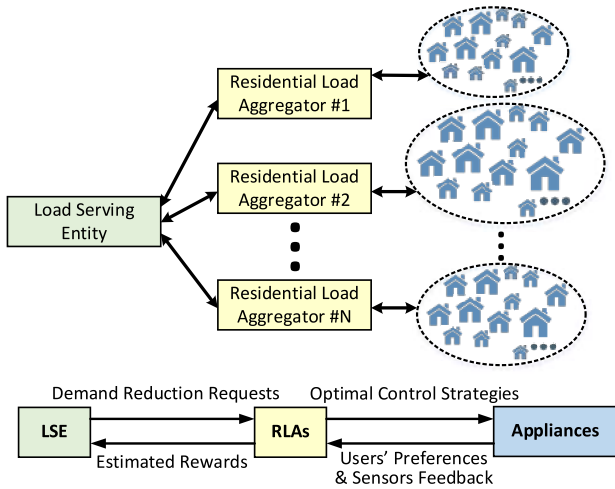 Residential Load
Aggregator #1
Residential Load
Aggregator #2
Load Serving
Entity
Residential Load
Aggregator #N
Demand Reduction Requests
Optimal Control Strategies
LSE
RLAs
Appliances
Estimated Rewards
Users' Preferences
& Sensors Feedback